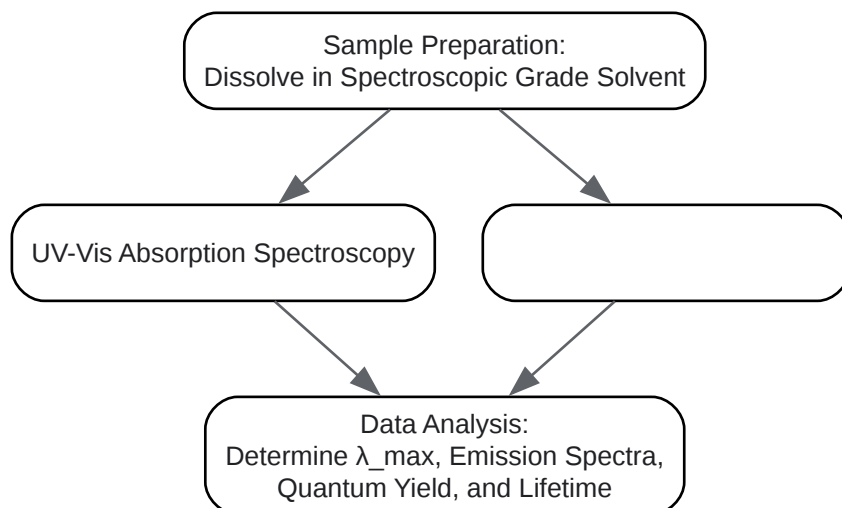 Sample Preparation:
Dissolve in Spectroscopic Grade Solvent
UV-Vis Absorption Spectroscopy
Data Analysis:
Determine λ_max, Emission Spectra,
Quantum Yield, and Lifetime